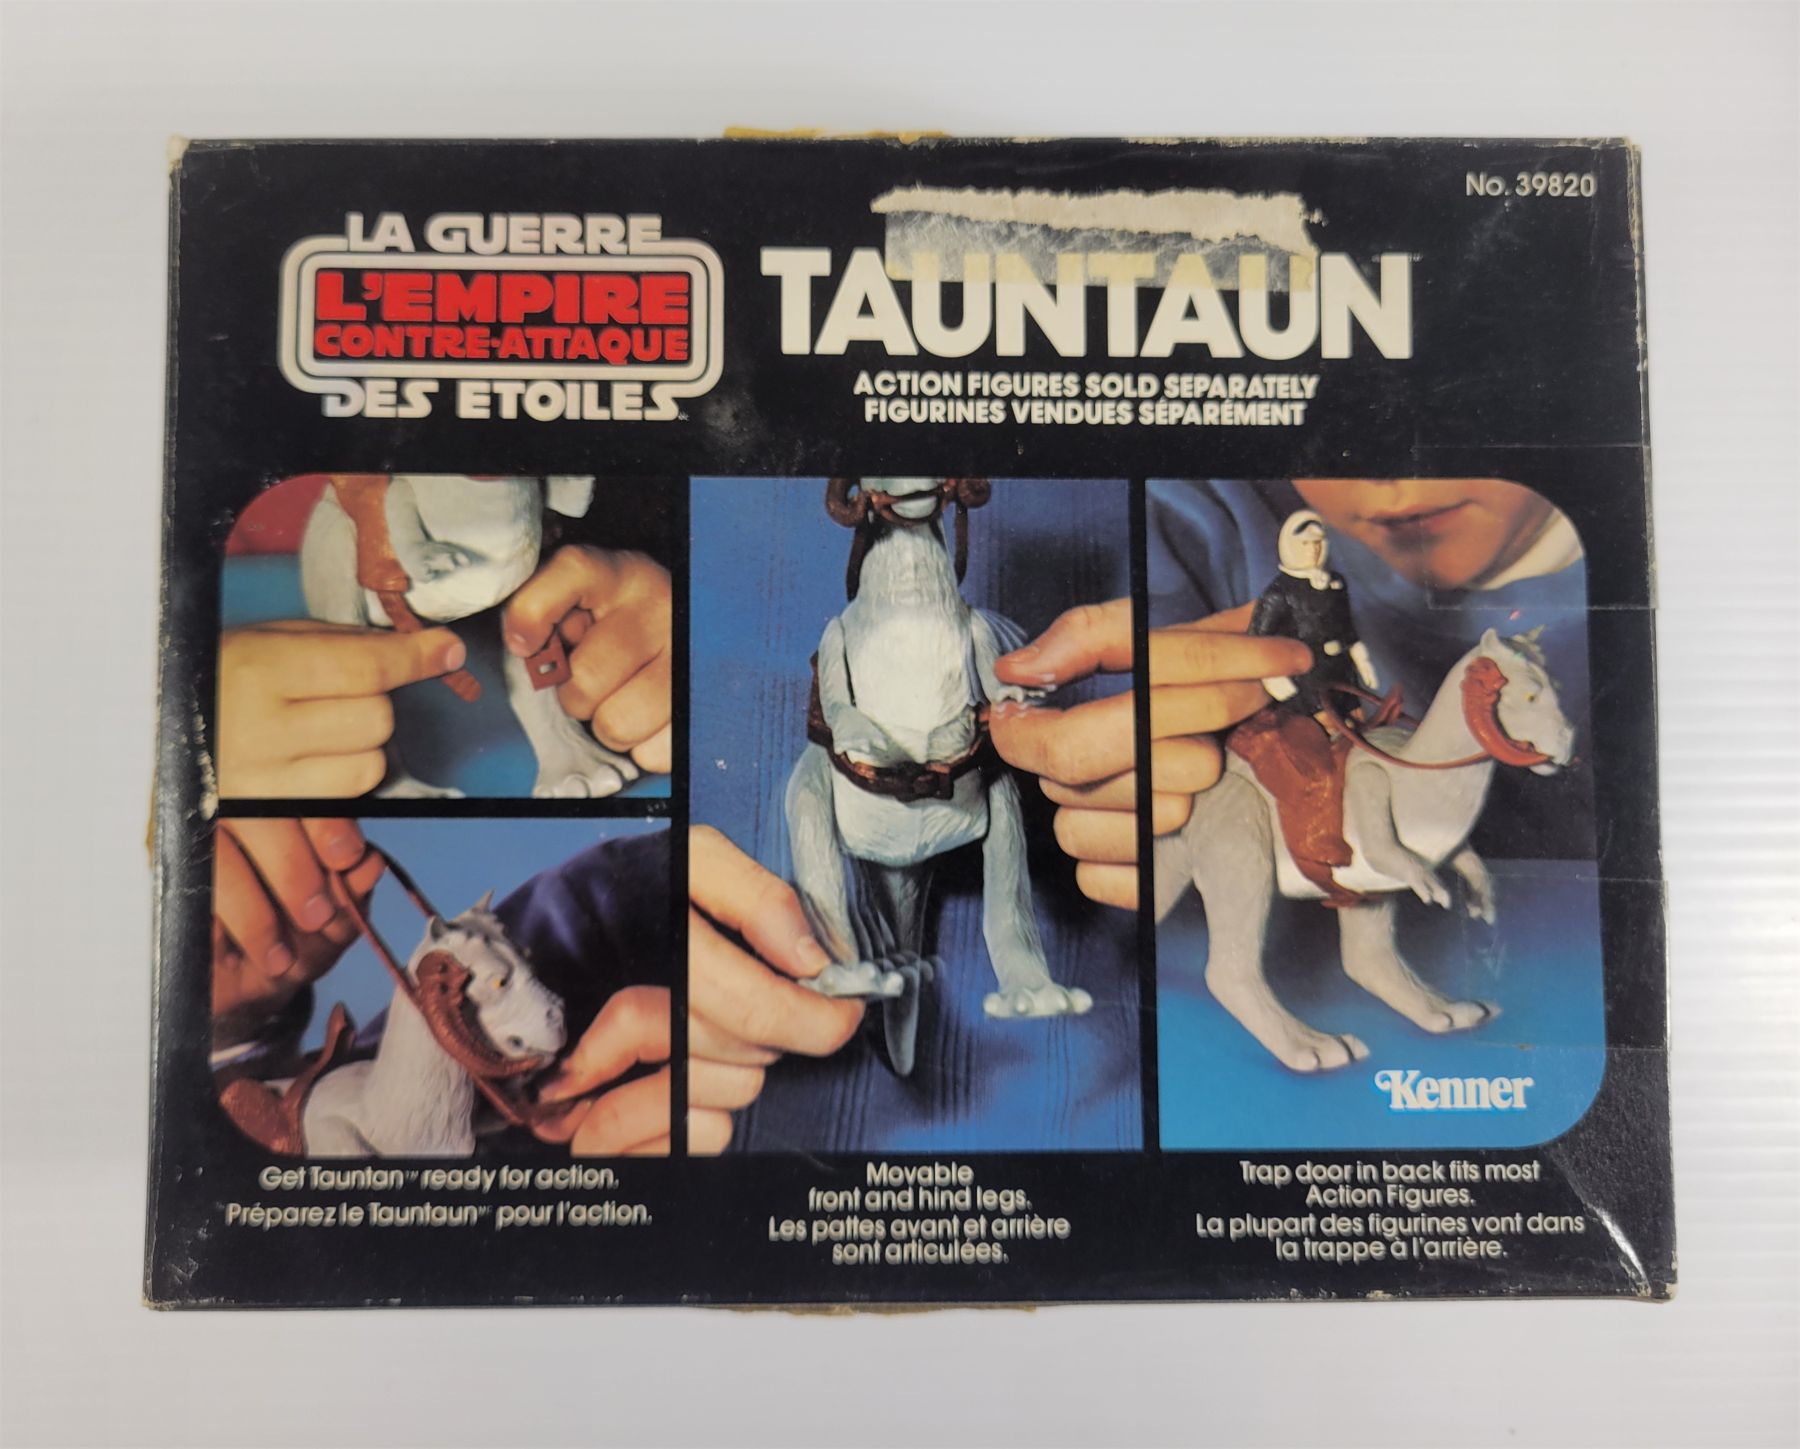 No. 39820
LA GUERRE
L'EMPIRE
CONTRE-ATTAQUE
DES ETOILES
TAUNTAUN
ACTION FIGURES SOLD SEPARATELY
FIGURINES VENDUES SÉPARÉMENT
Kenner
Get Tauntan™ ready for action.
Préparez le Tauntaun MC pour l'action.
Movable
front and hind legs.
Les pattes avant et arrière
sont articulées.
Trap door in back fits most
Action Figures.
La plupart des figurines vont dans
la trappe à l'arrière.